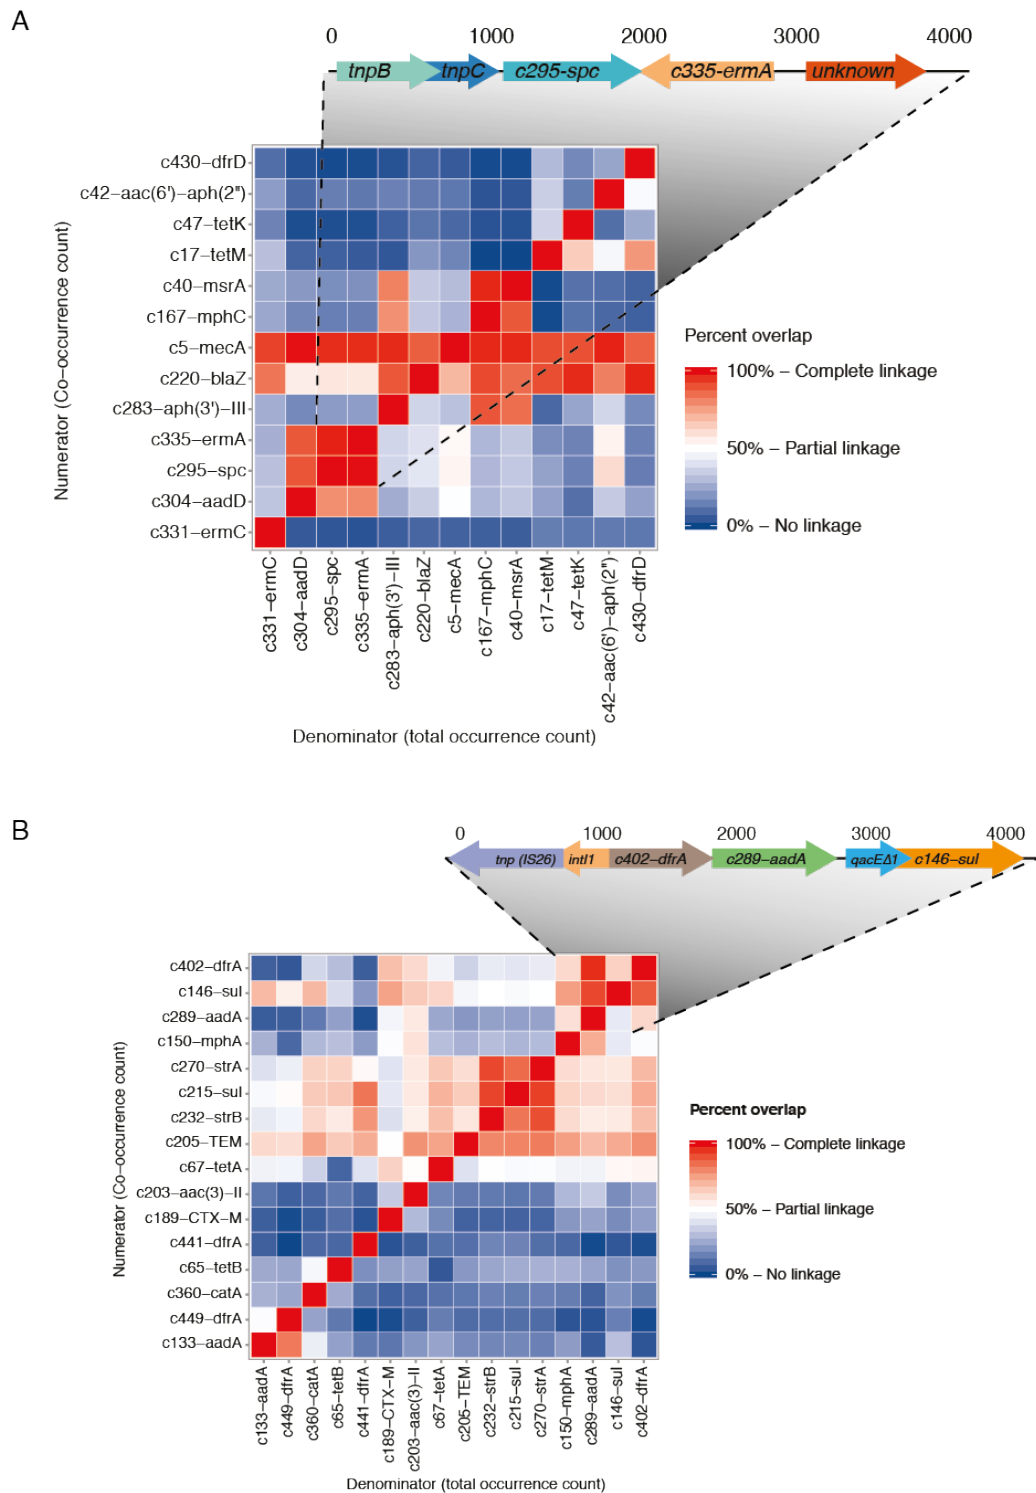 A
0 1000 2000 3000 4000
tnpB tnpC c295-spc c335-ermA unknown
Numerator (Co−occurrence count)
c430−dfrD
c42−aac(6')−aph(2")
c47−tetK
c17−tetM
c40−msrA
c167−mphC
c5−mecA
c220−blaZ
c283−aph(3')−III
c335−ermA
c295−spc
c304−aadD
c331−ermC
Percent overlap
100% − Complete linkage
50% − Partial linkage
0% − No linkage
c331−ermC
c304−aadD
c295−spc
c335−ermA
c283−aph(3')−III
c220−blaZ
c5−mecA
c167−mphC
c40−msrA
c17−tetM
c47−tetK
c42−aac(6')−aph(2")
c430−dfrD
Denominator (total occurrence count)
B
0 1000 2000 3000 4000
tnp (IS26) intI1 c402-dfrA c289-aadA qacEΔ1 c146-sul
Numerator (Co−occurrence count)
c402−dfrA
c146−sul
c289−aadA
c150−mphA
c270−strA
c215−sul
c232−strB
c205−TEM
c67−tetA
c203−aac(3)−II
c189−CTX−M
c441−dfrA
c65−tetB
c360−catA
c449−dfrA
c133−aadA
Percent overlap
100% − Complete linkage
50% − Partial linkage
0% − No linkage
c133−aadA
c449−dfrA
c360−catA
c65−tetB
c441−dfrA
c189−CTX−M
c203−aac(3)−II
c67−tetA
c205−TEM
c232−strB
c215−sul
c270−strA
c150−mphA
c289−aadA
c146−sul
c402−dfrA
Denominator (total occurrence count)